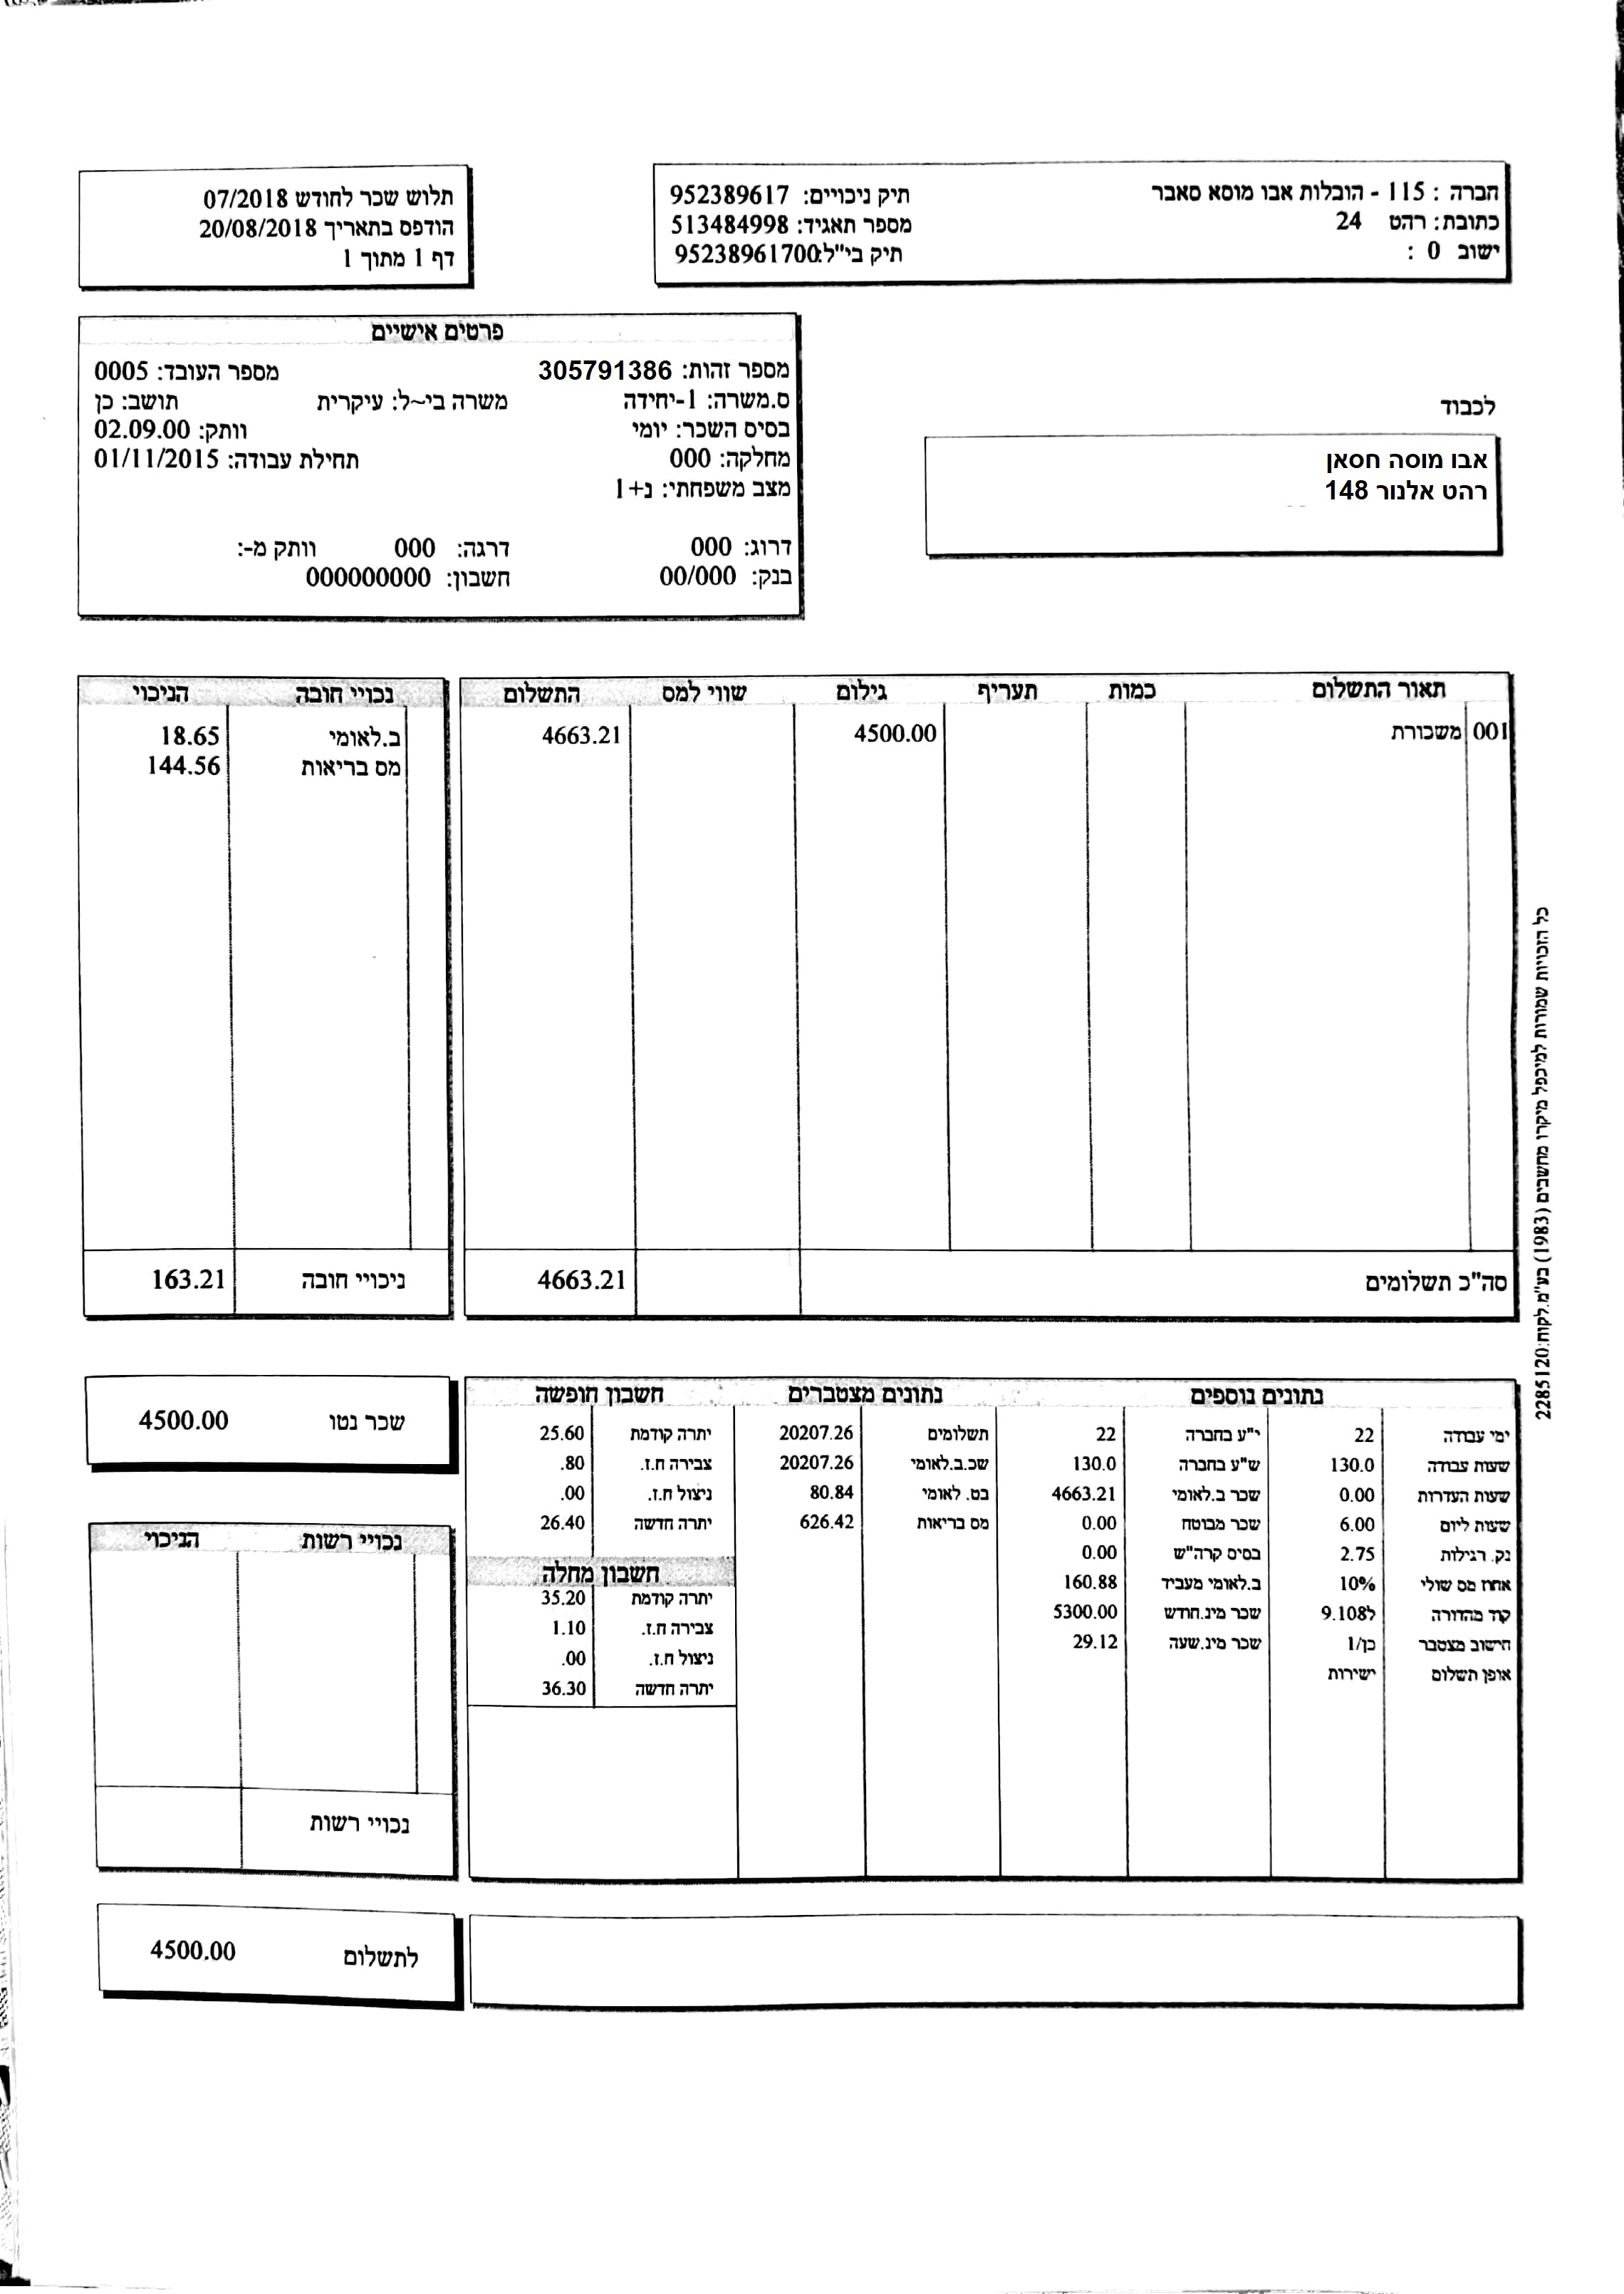 חברה : 115 - הובלות אבו מוסא סאבר
כתובת: רהט 24
ישוב 0 :
תיק ניכויים: 952389617
מספר תאגיד: 513484998
תיק בי"ל:95238961700
תלוש שכר לחודש 07/2018
הודפס בתאריך 20/08/2018
דף 1 מתוך 1
פרטים אישיים
מספר זהות: 305791386 מספר העובד: 0005
ס.משרה: 1-יחידה משרה בי~ל: עיקרית תושב: כן
בסיס השכר: יומי וותק: 02.09.00
מחלקה: 000 תחילת עבודה: 01/11/2015
מצב משפחתי: נ+1
דרוג: 000 דרגה: 000 וותק מ-:
בנק: 00/000 חשבון: 000000000
לכבוד
אבו מוסה חסאן
רהט אלנור 148
תאור התשלום כמות תעריף גילום שווי למס התשלום
001 משכורת 4500.00 4663.21
סה"כ תשלומים 4663.21
נכויי חובה הניכוי
ב.לאומי 18.65
מס בריאות 144.56
ניכויי חובה 163.21
כל הזכויות שמורות למיכפל מיקרו מחשבים (1983) בע"מ.לקוח:2285120
נתונים נוספים נתונים מצטברים חשבון חופשה
ימי עבודה 22 י"ע בחברה 22 תשלומים 20207.26 יתרה קודמת 25.60
שעות עבודה 130.0 ש"ע בחברה 130.0 שכ.ב.לאומי 20207.26 צבירה ח.ז. .80
שעות העדרות 0.00 שכר ב.לאומי 4663.21 בט. לאומי 80.84 ניצול ח.ז. .00
שעות ליום 6.00 שכר מבוטח 0.00 מס בריאות 626.42 יתרה חדשה 26.40
נק. רגילות 2.75 בסיס קרה"ש 0.00
אחוז מס שולי 10% ב.לאומי מעביד 160.88
קוד מהדורה 9.108ל שכר מינ.חודש 5300.00
חישוב מצטבר כן/1 שכר מינ.שעה 29.12
אופן תשלום ישירות
חשבון מחלה
יתרה קודמת 35.20
צבירה ח.ז. 1.10
ניצול ח.ז. .00
יתרה חדשה 36.30
שכר נטו 4500.00
נכויי רשות הניכוי
נכויי רשות
לתשלום 4500.00